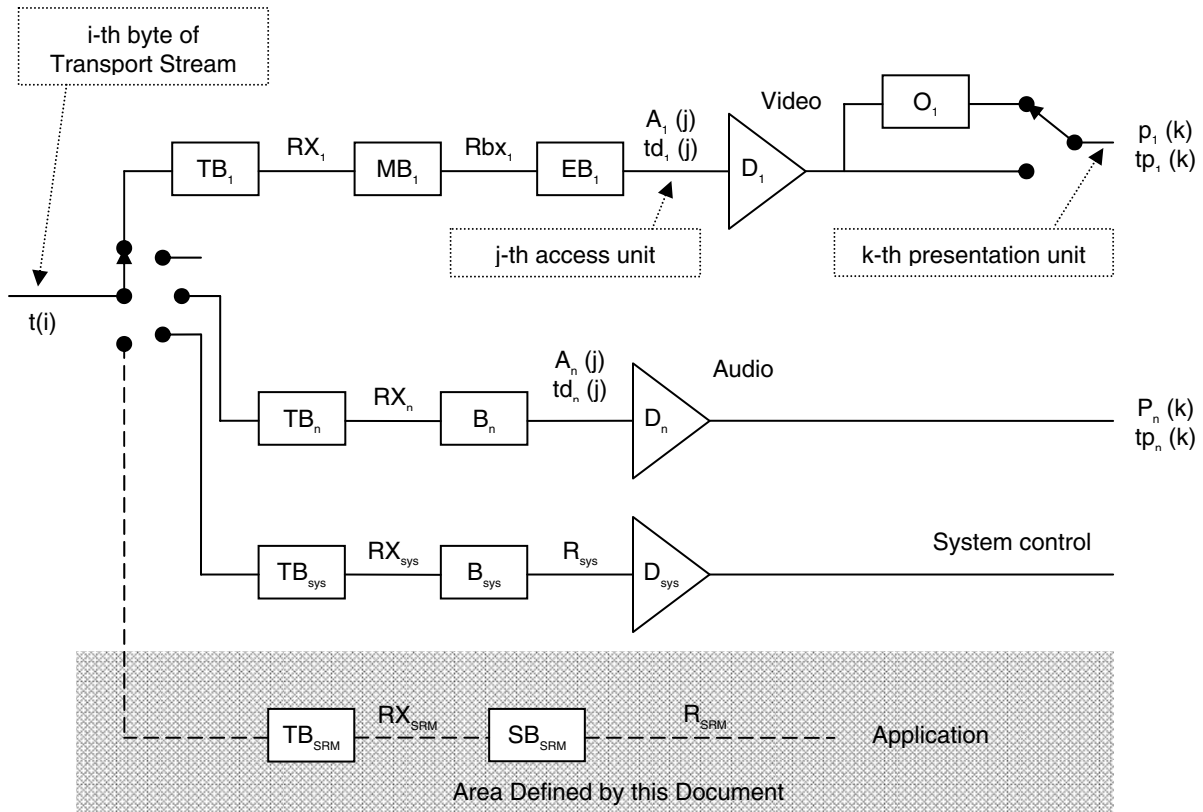 i-th byte of
Transport Stream
t(i)
TB₁
RX₁
MB₁
Rbx₁
EB₁
A₁ (j)
td₁ (j)
Video
D₁
O₁
p₁ (k)
tp₁ (k)
j-th access unit
k-th presentation unit
TBₙ
RXₙ
Bₙ
Aₙ (j)
tdₙ (j)
Dₙ
Audio
Pₙ (k)
tpₙ (k)
TBsys
RXsys
Bsys
Rsys
Dsys
System control
TBSRM
RXSRM
SBSRM
RSRM
Application
Area Defined by this Document